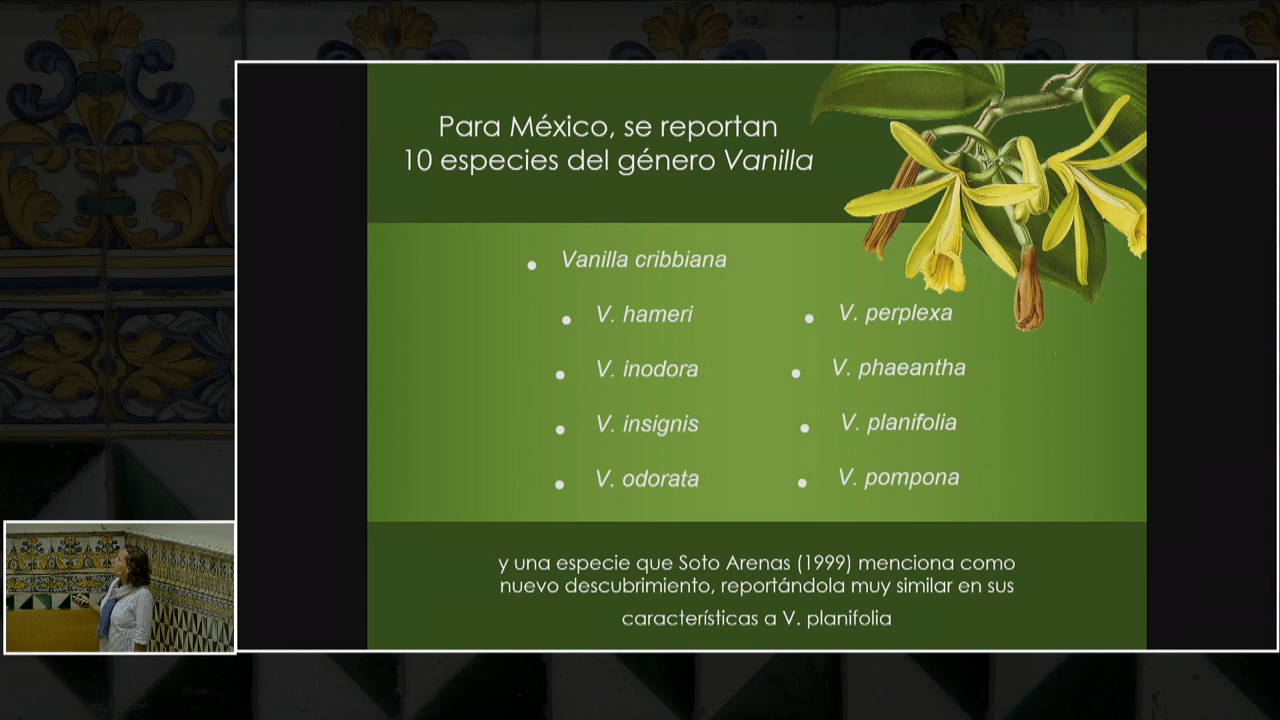 Para México, se reportan
10 especies del género Vanilla
• Vanilla cribbiana
• V. hameri
• V. inodora
• V. insignis
• V. odorata
• V. perplexa
• V. phaeantha
• V. planifolia
• V. pompona
y una especie que Soto Arenas (1999) menciona como
nuevo descubrimiento, reportándola muy similar en sus
características a V. planifolia